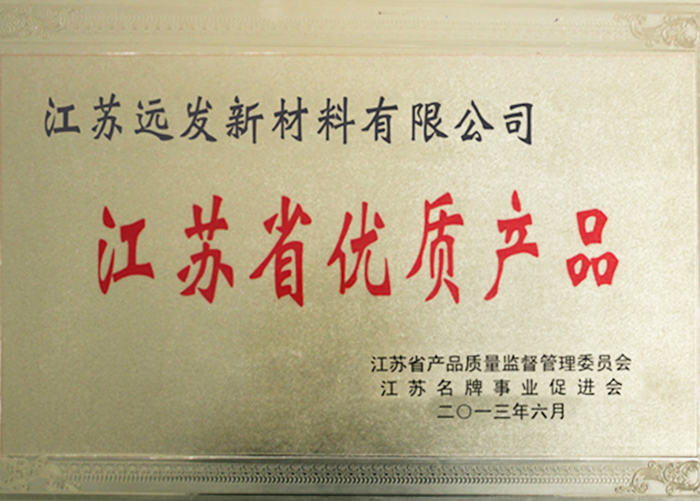 江苏远发新材料有限公司
江苏省优质产品
江苏省产品质量监督管理委员会
江苏名牌事业促进会
二〇一三年六月